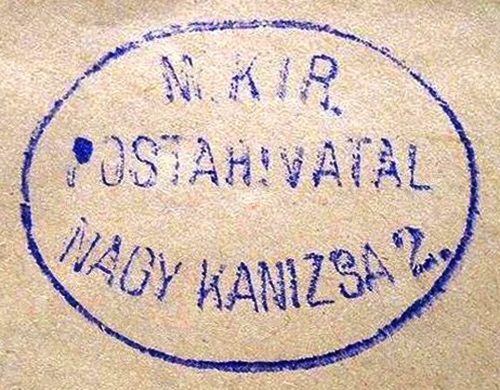 M. KIR.
POSTAHIVATAL
NAGY KANIZSA 2.